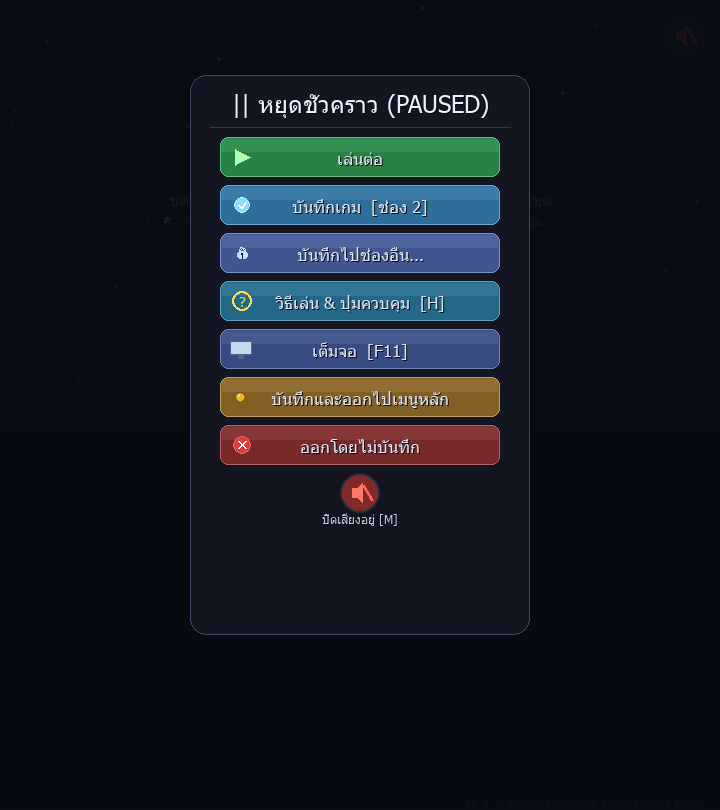 || หยุดชั่วคราว (PAUSED)
เล่นต่อ
บันทึกเกม [ช่อง 2]
บันทึกไปช่องอื่น...
วิธีเล่น & ปุ่มควบคุม [H]
เต็มจอ [F11]
บันทึกและออกไปเมนูหลัก
ออกโดยไม่บันทึก
ปิดเสียงอยู่ [M]